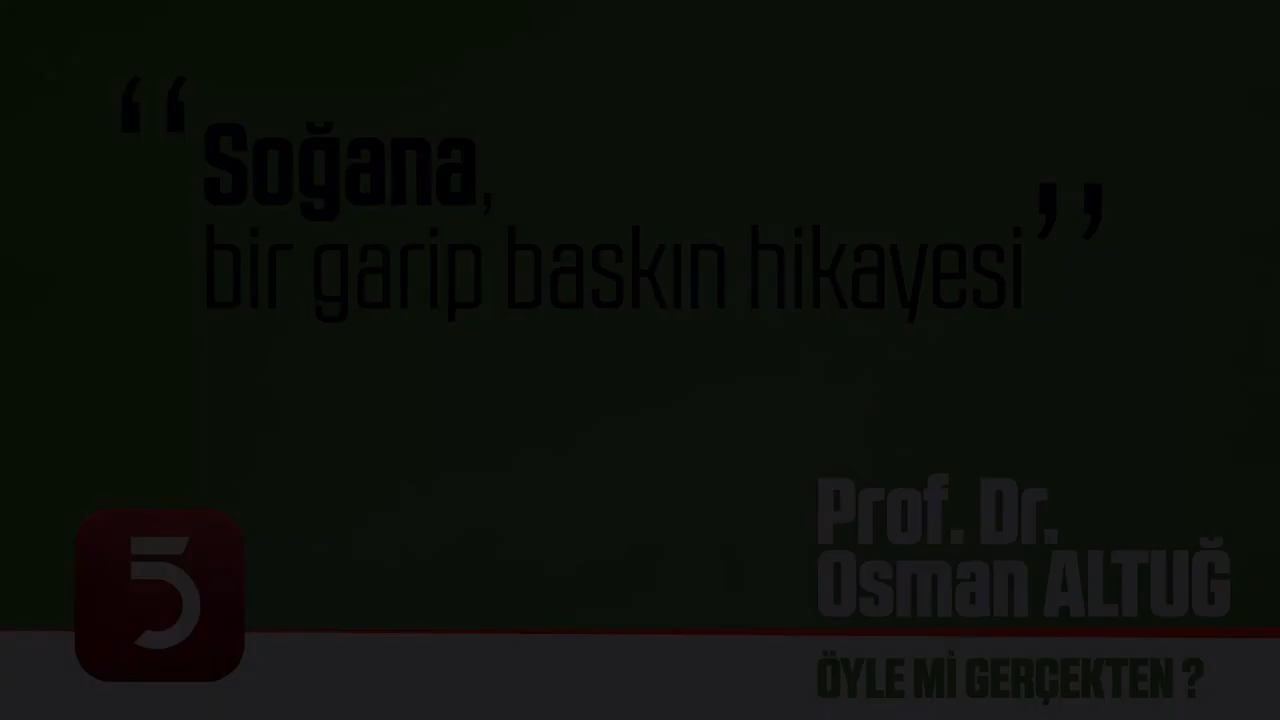 “Soğana,
bir garip baskın hikayesi”
Prof. Dr.
Osman ALTUĞ
5
ÖYLE Mİ GERÇEKTEN ?